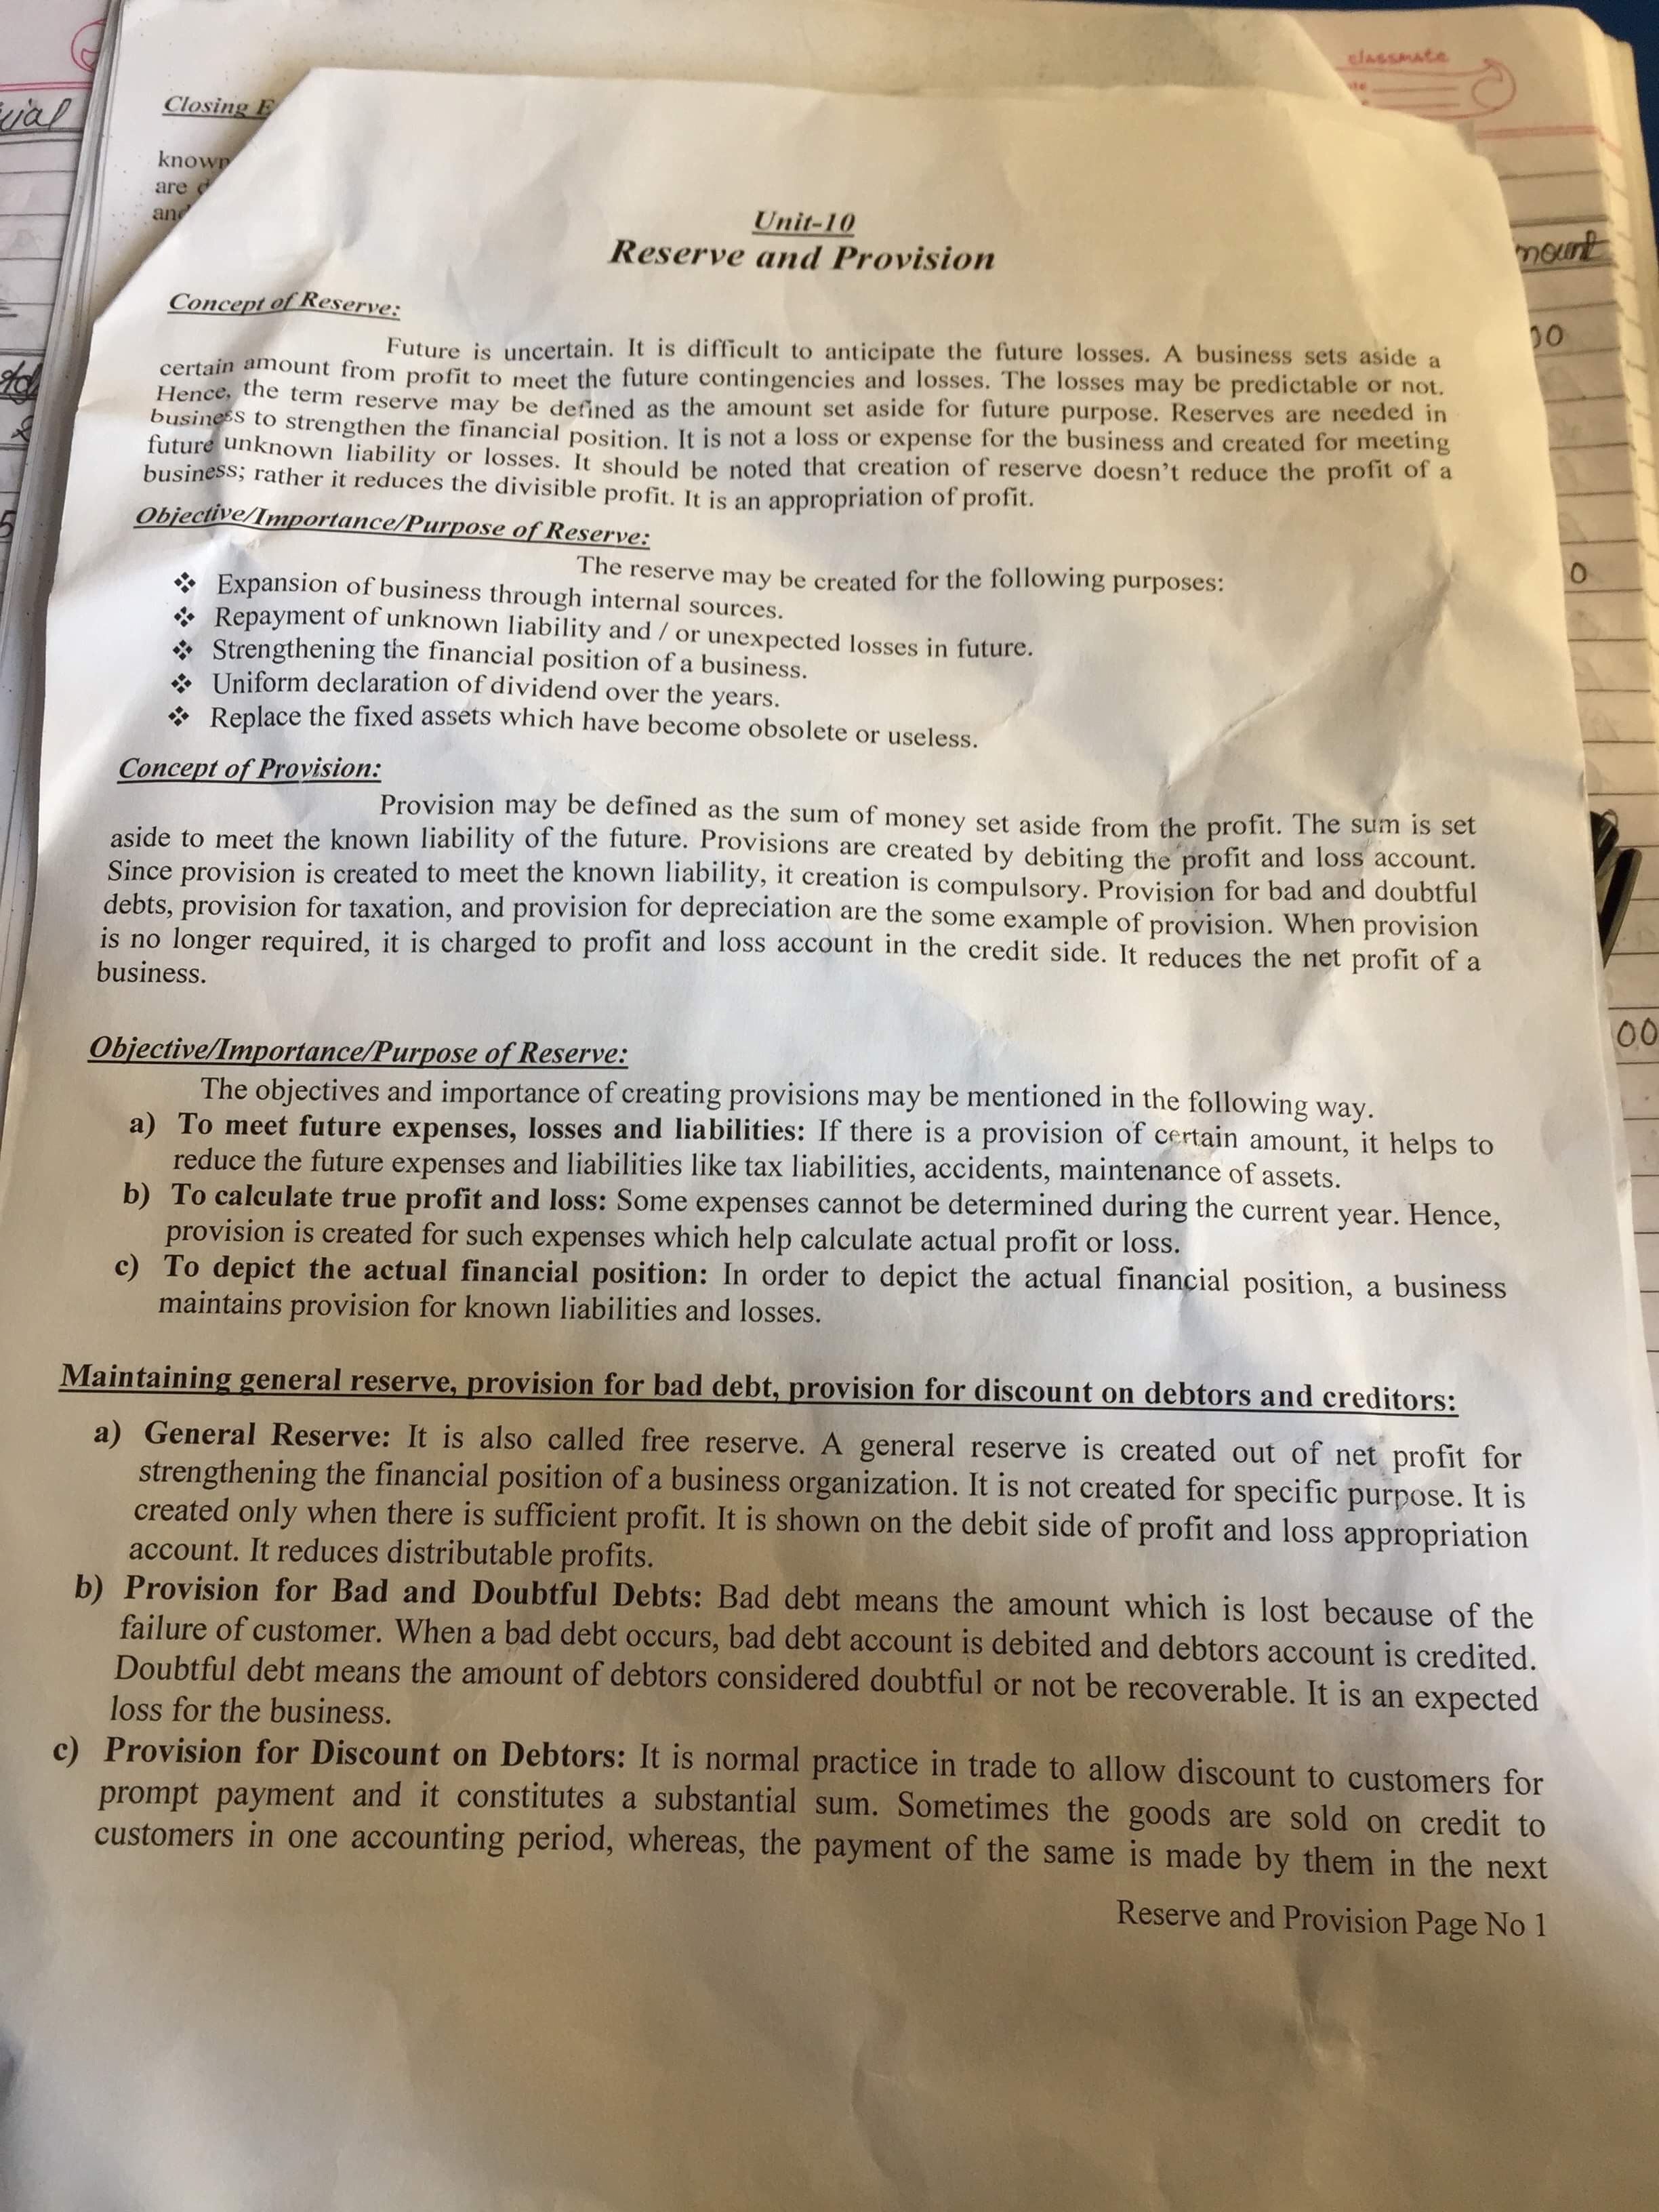 classmate
cial
Closing E
known
are d
and
mount
00
0
00
5
Unit-10
Reserve and Provision
Concept of Reserve:
Future is uncertain. It is difficult to anticipate the future losses. A business sets aside a
certain amount from profit to meet the future contingencies and losses. The losses may be predictable or not.
Hence, the term reserve may be defined as the amount set aside for future purpose. Reserves are needed in
business to strengthen the financial position. It is not a loss or expense for the business and created for meeting
future unknown liability or losses. It should be noted that creation of reserve doesn't reduce the profit of a
business; rather it reduces the divisible profit. It is an appropriation of profit.
Objective/Importance/Purpose of Reserve:
The reserve may be created for the following purposes:
❖ Expansion of business through internal sources.
❖ Repayment of unknown liability and / or unexpected losses in future.
❖ Strengthening the financial position of a business.
❖ Uniform declaration of dividend over the years.
❖ Replace the fixed assets which have become obsolete or useless.
Concept of Provision:
Provision may be defined as the sum of money set aside from the profit. The sum is set
aside to meet the known liability of the future. Provisions are created by debiting the profit and loss account.
Since provision is created to meet the known liability, it creation is compulsory. Provision for bad and doubtful
debts, provision for taxation, and provision for depreciation are the some example of provision. When provision
is no longer required, it is charged to profit and loss account in the credit side. It reduces the net profit of a
business.
Objective/Importance/Purpose of Reserve:
The objectives and importance of creating provisions may be mentioned in the following way.
a) To meet future expenses, losses and liabilities: If there is a provision of certain amount, it helps to
reduce the future expenses and liabilities like tax liabilities, accidents, maintenance of assets.
b) To calculate true profit and loss: Some expenses cannot be determined during the current year. Hence,
provision is created for such expenses which help calculate actual profit or loss.
c) To depict the actual financial position: In order to depict the actual financial position, a business
maintains provision for known liabilities and losses.
Maintaining general reserve, provision for bad debt, provision for discount on debtors and creditors:
a) General Reserve: It is also called free reserve. A general reserve is created out of net profit for
strengthening the financial position of a business organization. It is not created for specific purpose. It is
created only when there is sufficient profit. It is shown on the debit side of profit and loss appropriation
account. It reduces distributable profits.
b) Provision for Bad and Doubtful Debts: Bad debt means the amount which is lost because of the
failure of customer. When a bad debt occurs, bad debt account is debited and debtors account is credited.
Doubtful debt means the amount of debtors considered doubtful or not be recoverable. It is an expected
loss for the business.
c) Provision for Discount on Debtors: It is normal practice in trade to allow discount to customers for
prompt payment and it constitutes a substantial sum. Sometimes the goods are sold on credit to
customers in one accounting period, whereas, the payment of the same is made by them in the next
Reserve and Provision Page No 1